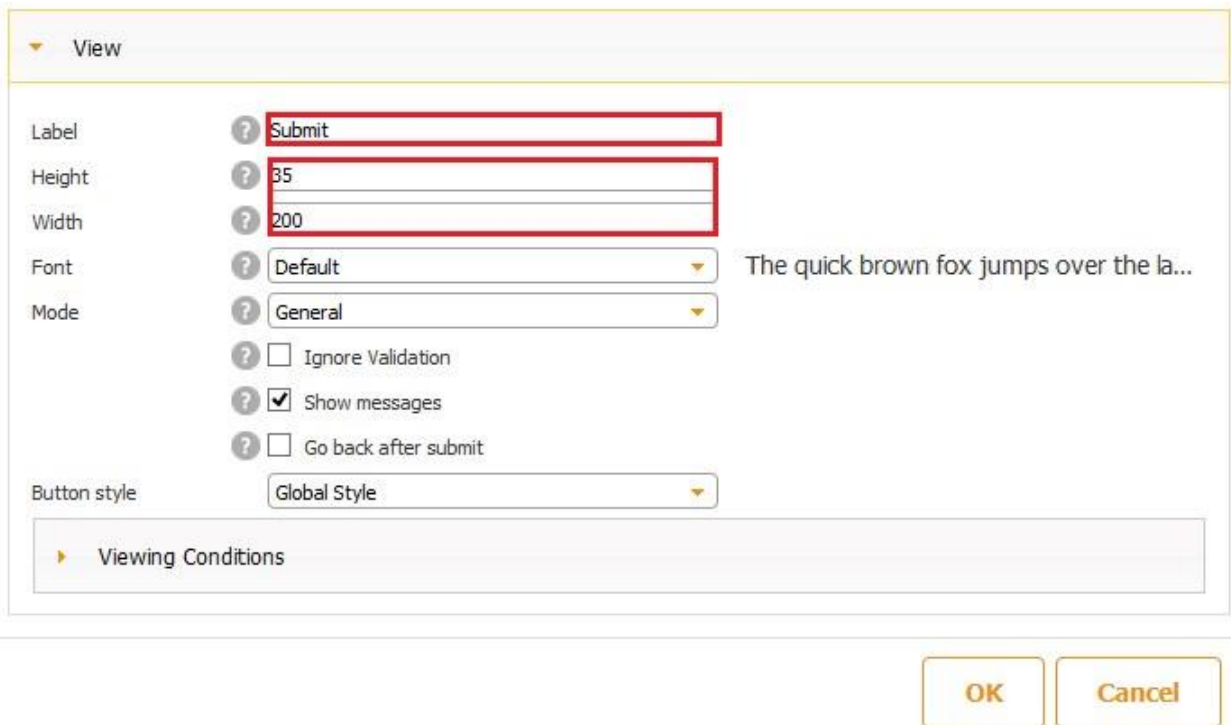 View
Label ? Submit
Height ? 35
Width ? 200
Font ? Default The quick brown fox jumps over the la...
Mode ? General
? Ignore Validation
? Show messages
? Go back after submit
Button style Global Style
Viewing Conditions
OK Cancel